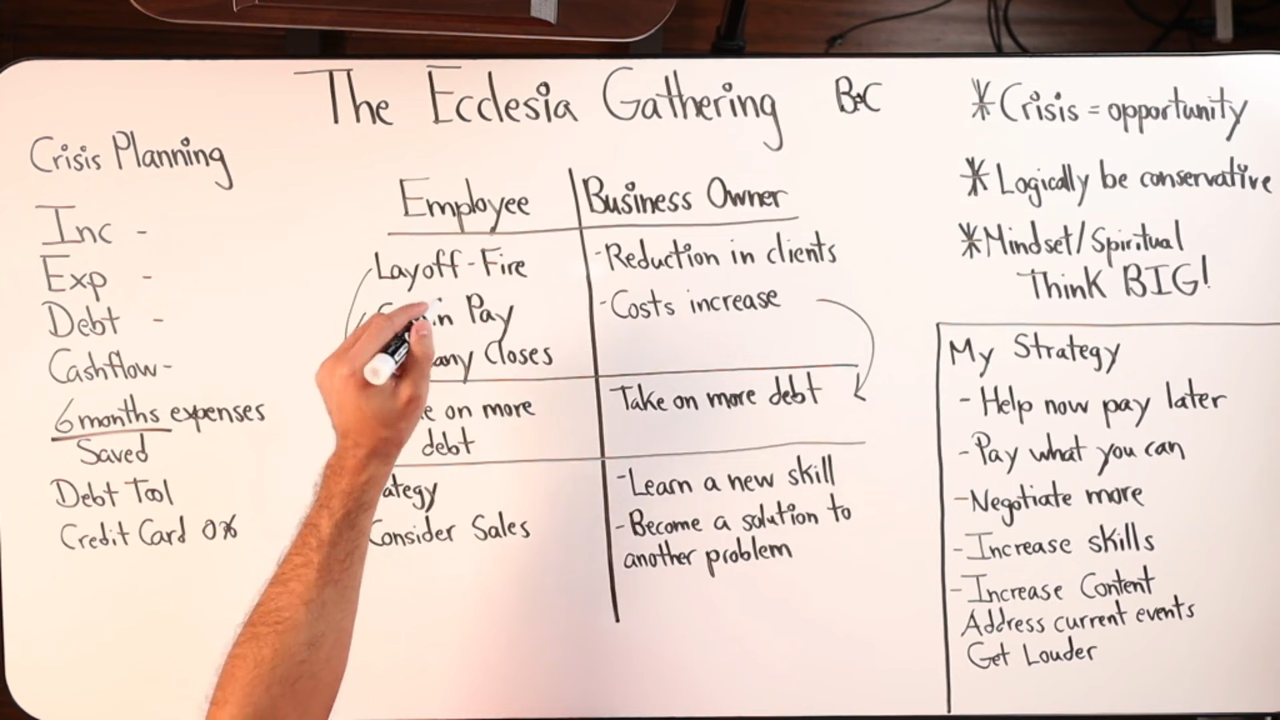 The Ecclesia Gathering
B&C
Crisis Planning
Inc -
Exp -
Debt -
Cashflow -
6 months expenses
Saved
Debt Tool
Credit Card 0%
Employee
Layoff - Fire
in Pay
Closes
on more
debt
Consider Sales
Business Owner
- Reduction in clients
- Costs increase
Take on more debt
- Learn a new skill
- Become a solution to
another problem
* Crisis = opportunity
* Logically be conservative
* Mindset/Spiritual
Think BIG!
My Strategy
- Help now pay later
- Pay what you can
- Negotiate more
- Increase skills
- Increase Content
Address current events
Get Louder